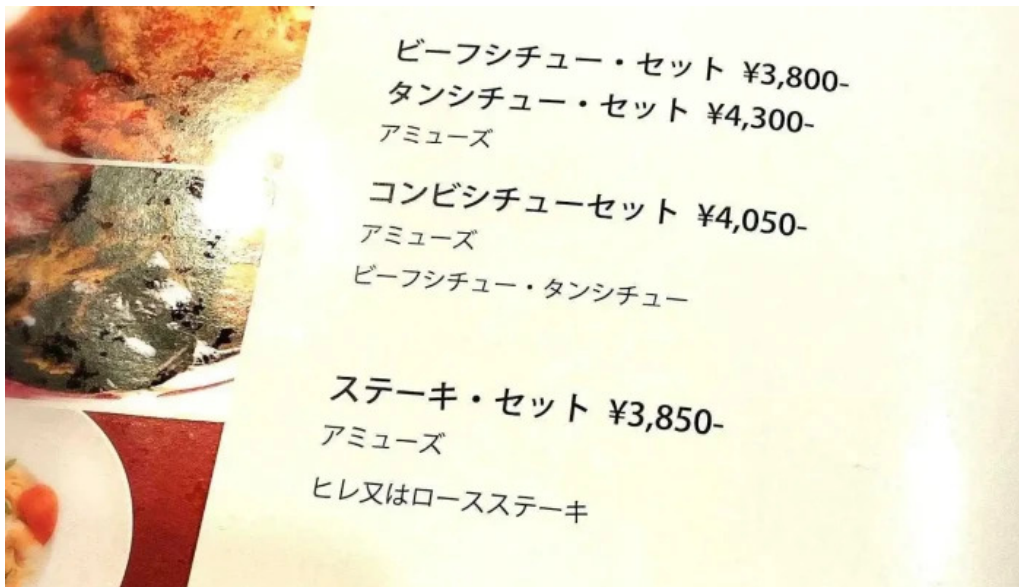 ビーフシチュー・セット ¥3,800-
タンシチュー・セット ¥4,300-
アミューズ
コンビシチューセット ¥4,050-
アミューズ
ビーフシチュー・タンシチュー
ステーキ・セット ¥3,850-
アミューズ
ヒレ又はロースステーキ